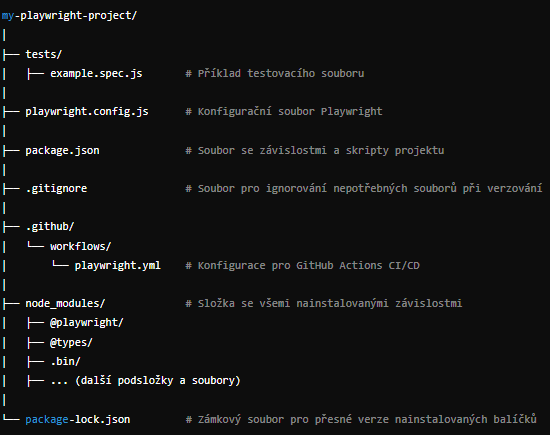 my-playwright-project/
|
├── tests/
│   ├── example.spec.js       # Příklad testovacího souboru
|
├── playwright.config.js      # Konfigurační soubor Playwright
|
├── package.json              # Soubor se závislostmi a skripty projektu
|
├── .gitignore                # Soubor pro ignorování nepotřebných souborů při verzování
|
├── .github/
│   └── workflows/
│       └── playwright.yml    # Konfigurace pro GitHub Actions CI/CD
|
├── node_modules/             # Složka se všemi nainstalovanými závislostmi
│   ├── @playwright/
│   ├── @types/
│   ├── .bin/
│   ├── ... (další podsložky a soubory)
|
└── package-lock.json         # Zámkový soubor pro přesné verze nainstalovaných balíčků